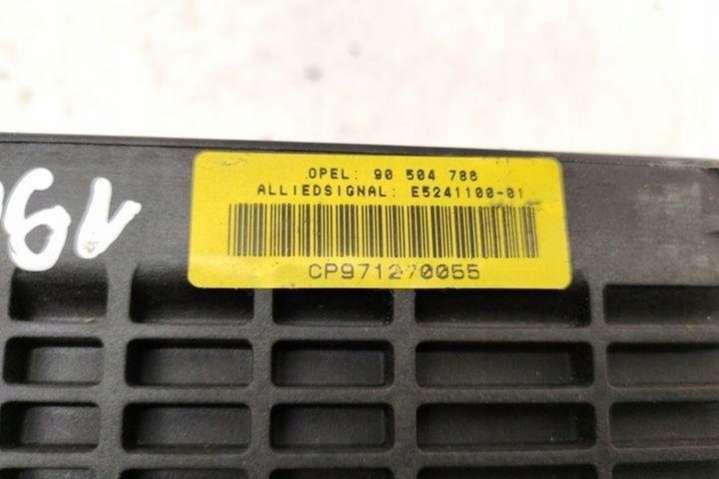 OPEL: 90 504 788
ALLIEDSIGNAL: E5241100-01
CP971270055